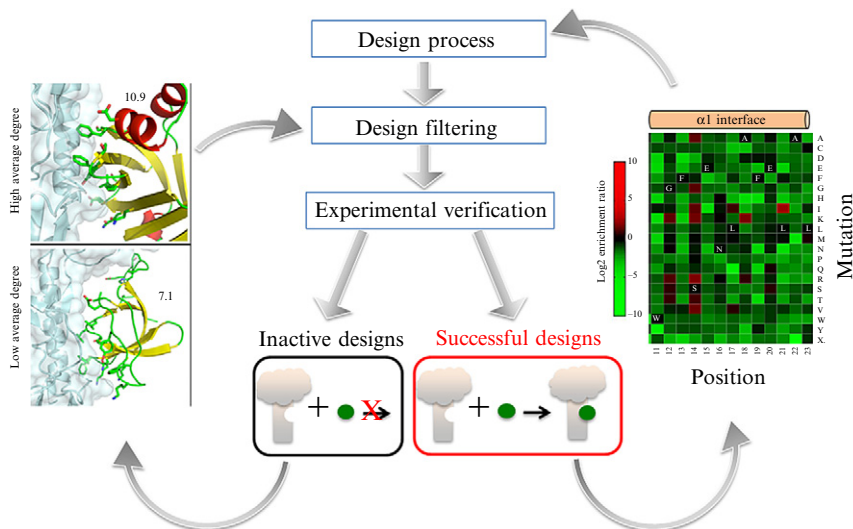 Design process
Design filtering
Experimental verification
Inactive designs
Successful designs
+
X
+
High average degree
10.9
Low average degree
7.1
α1 interface
Log2 enrichment ratio
10
5
0
−5
−10
A A
E E
F F
G
L L L
N
S
W
A
C
D
E
F
G
H
I
K
L
M
N
P
Q
R
S
T
V
W
Y
X
Mutation
11 12 13 14 15 16 17 18 19 20 21 22 23
Position